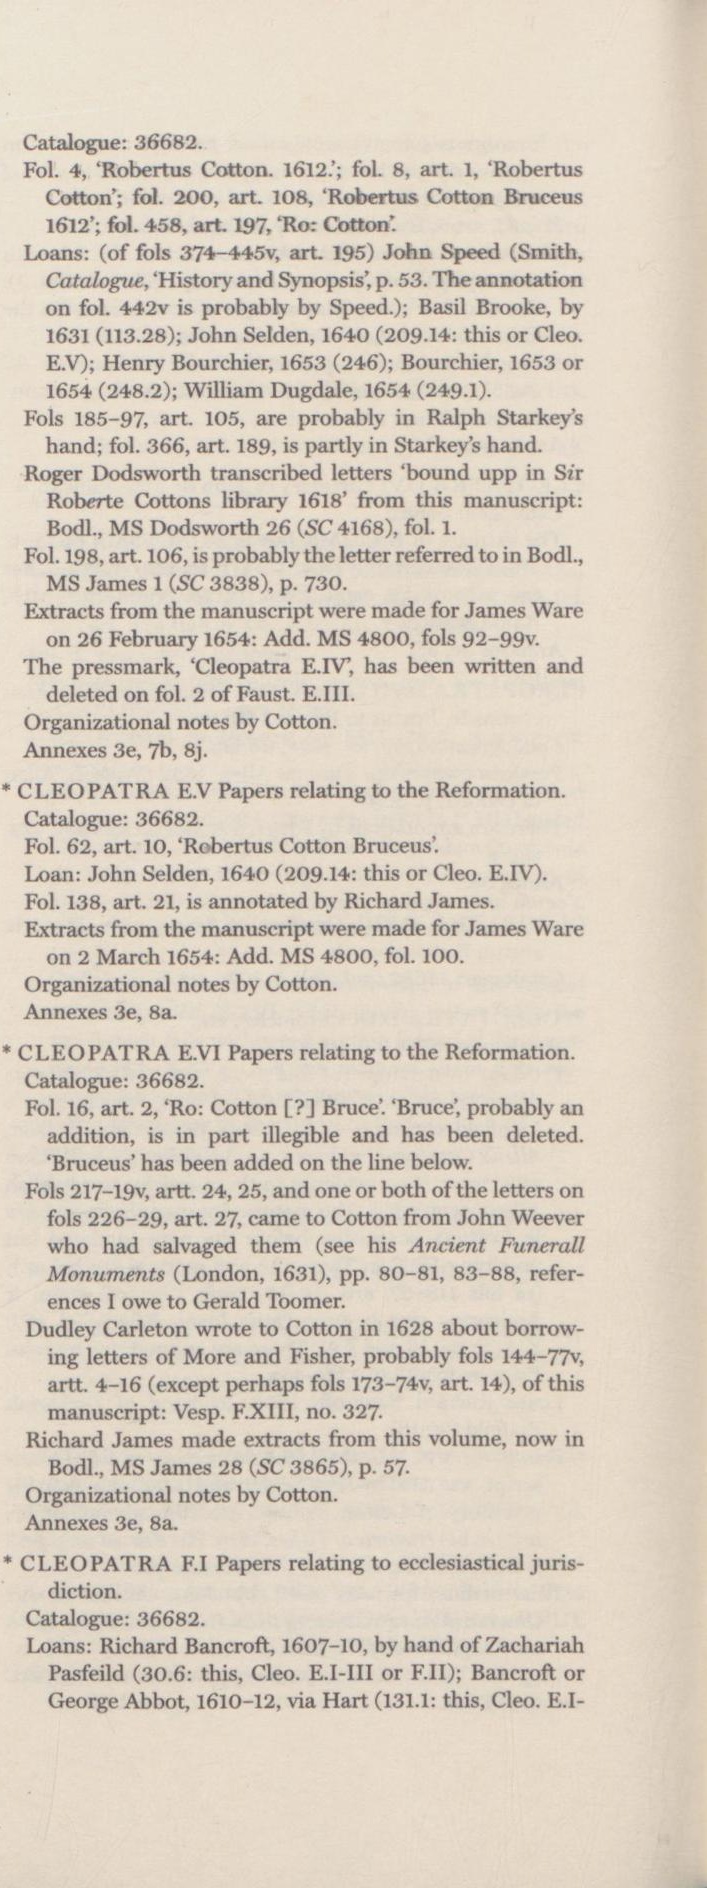 Catalogue: 36682.
Fol. 4, ‘Robertus Cotton. 1612.’; fol. 8, art. 1, ‘Robertus
Cotton’; fol. 200, art. 108, ‘Robertus Cotton Bruceus
1612’; fol. 458, art. 197, ‘Ro: Cotton’.
Loans: (of fols 374–445v, art. 195) John Speed (Smith,
Catalogue, ‘History and Synopsis’, p. 53. The annotation
on fol. 442v is probably by Speed.); Basil Brooke, by
1631 (113.28); John Selden, 1640 (209.14: this or Cleo.
E.V); Henry Bourchier, 1653 (246); Bourchier, 1653 or
1654 (248.2); William Dugdale, 1654 (249.1).
Fols 185–97, art. 105, are probably in Ralph Starkey’s
hand; fol. 366, art. 189, is partly in Starkey’s hand.
Roger Dodsworth transcribed letters ‘bound upp in Sir
Roberte Cottons library 1618’ from this manuscript:
Bodl., MS Dodsworth 26 (SC 4168), fol. 1.
Fol. 198, art. 106, is probably the letter referred to in Bodl.,
MS James 1 (SC 3838), p. 730.
Extracts from the manuscript were made for James Ware
on 26 February 1654: Add. MS 4800, fols 92–99v.
The pressmark, ‘Cleopatra E.IV’, has been written and
deleted on fol. 2 of Faust. E.III.
Organizational notes by Cotton.
Annexes 3e, 7b, 8j.
* CLEOPATRA E.V Papers relating to the Reformation.
Catalogue: 36682.
Fol. 62, art. 10, ‘Robertus Cotton Bruceus’.
Loan: John Selden, 1640 (209.14: this or Cleo. E.IV).
Fol. 138, art. 21, is annotated by Richard James.
Extracts from the manuscript were made for James Ware
on 2 March 1654: Add. MS 4800, fol. 100.
Organizational notes by Cotton.
Annexes 3e, 8a.
* CLEOPATRA E.VI Papers relating to the Reformation.
Catalogue: 36682.
Fol. 16, art. 2, ‘Ro: Cotton [?] Bruce’. ‘Bruce’, probably an
addition, is in part illegible and has been deleted.
‘Bruceus’ has been added on the line below.
Fols 217–19v, artt. 24, 25, and one or both of the letters on
fols 226–29, art. 27, came to Cotton from John Weever
who had salvaged them (see his Ancient Funerall
Monuments (London, 1631), pp. 80–81, 83–88, refer-
ences I owe to Gerald Toomer.
Dudley Carleton wrote to Cotton in 1628 about borrow-
ing letters of More and Fisher, probably fols 144–77v,
artt. 4–16 (except perhaps fols 173–74v, art. 14), of this
manuscript: Vesp. F.XIII, no. 327.
Richard James made extracts from this volume, now in
Bodl., MS James 28 (SC 3865), p. 57.
Organizational notes by Cotton.
Annexes 3e, 8a.
* CLEOPATRA F.I Papers relating to ecclesiastical juris-
diction.
Catalogue: 36682.
Loans: Richard Bancroft, 1607–10, by hand of Zachariah
Pasfeild (30.6: this, Cleo. E.I-III or F.II); Bancroft or
George Abbot, 1610–12, via Hart (131.1: this, Cleo. E.I-